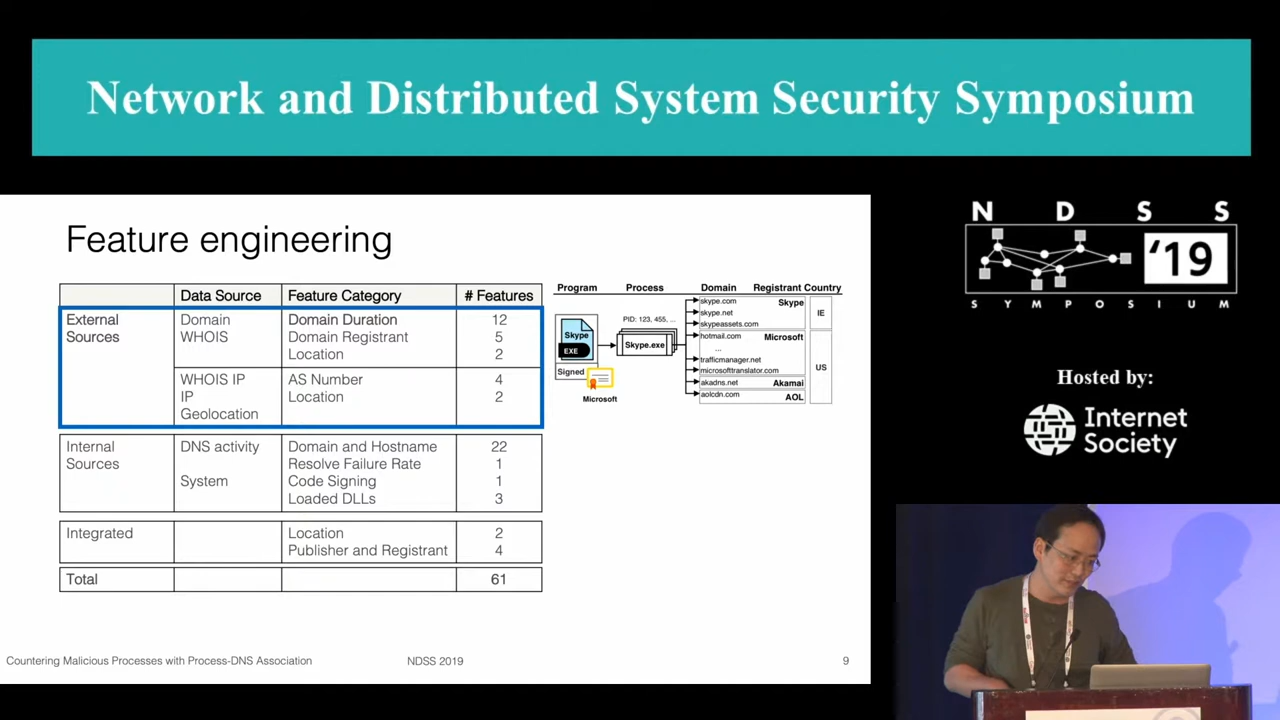 Network and Distributed System Security Symposium
N D S S
'19
S Y M P O S I U M
Hosted by:
Internet
Society
Feature engineering
Data Source Feature Category # Features
External Domain Domain Duration 12
Sources WHOIS Domain Registrant 5
Location 2
WHOIS IP AS Number 4
IP Location 2
Geolocation
Internal DNS activity Domain and Hostname 22
Sources Resolve Failure Rate 1
System Code Signing 1
Loaded DLLs 3
Integrated Location 2
Publisher and Registrant 4
Total 61
Program Process Domain Registrant Country
skype.com Skype
skype.net IE
PID: 123, 455, ... skypeassets.com
Skype Skype.exe hotmail.com Microsoft
EXE ...
trafficmanager.net US
Signed microsofttranslator.com
akadns.net Akamai
Microsoft aolcdn.com AOL
Countering Malicious Processes with Process-DNS Association NDSS 2019 9